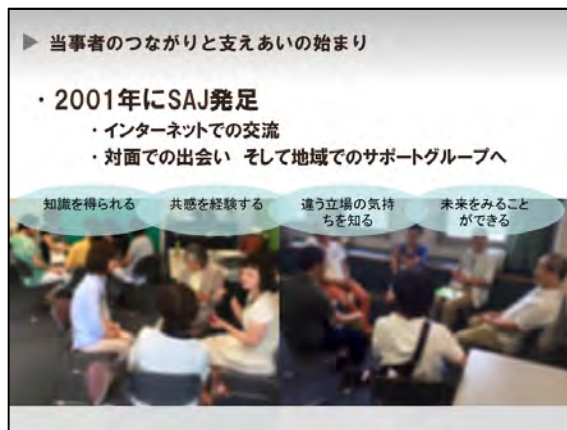 ▶ 当事者のつながりと支えあいの始まり
・2001年にSAJ発足
・インターネットでの交流
・対面での出会い そして地域でのサポートグループへ
知識を得られる
共感を経験する
違う立場の気持
ちを知る
未来をみること
ができる